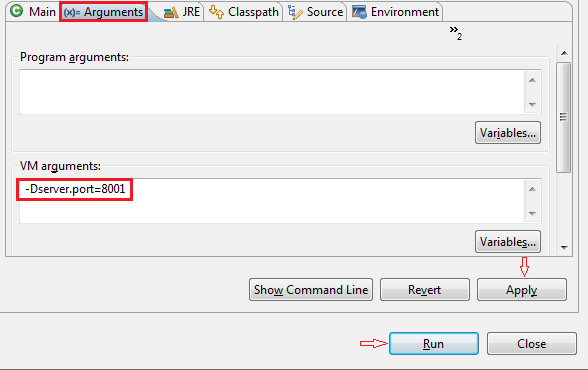 Main (x)= Arguments JRE Classpath Source Environment
»2
Program arguments:
Variables...
VM arguments:
-Dserver.port=8001
Variables...
Show Command Line Revert Apply
Run Close